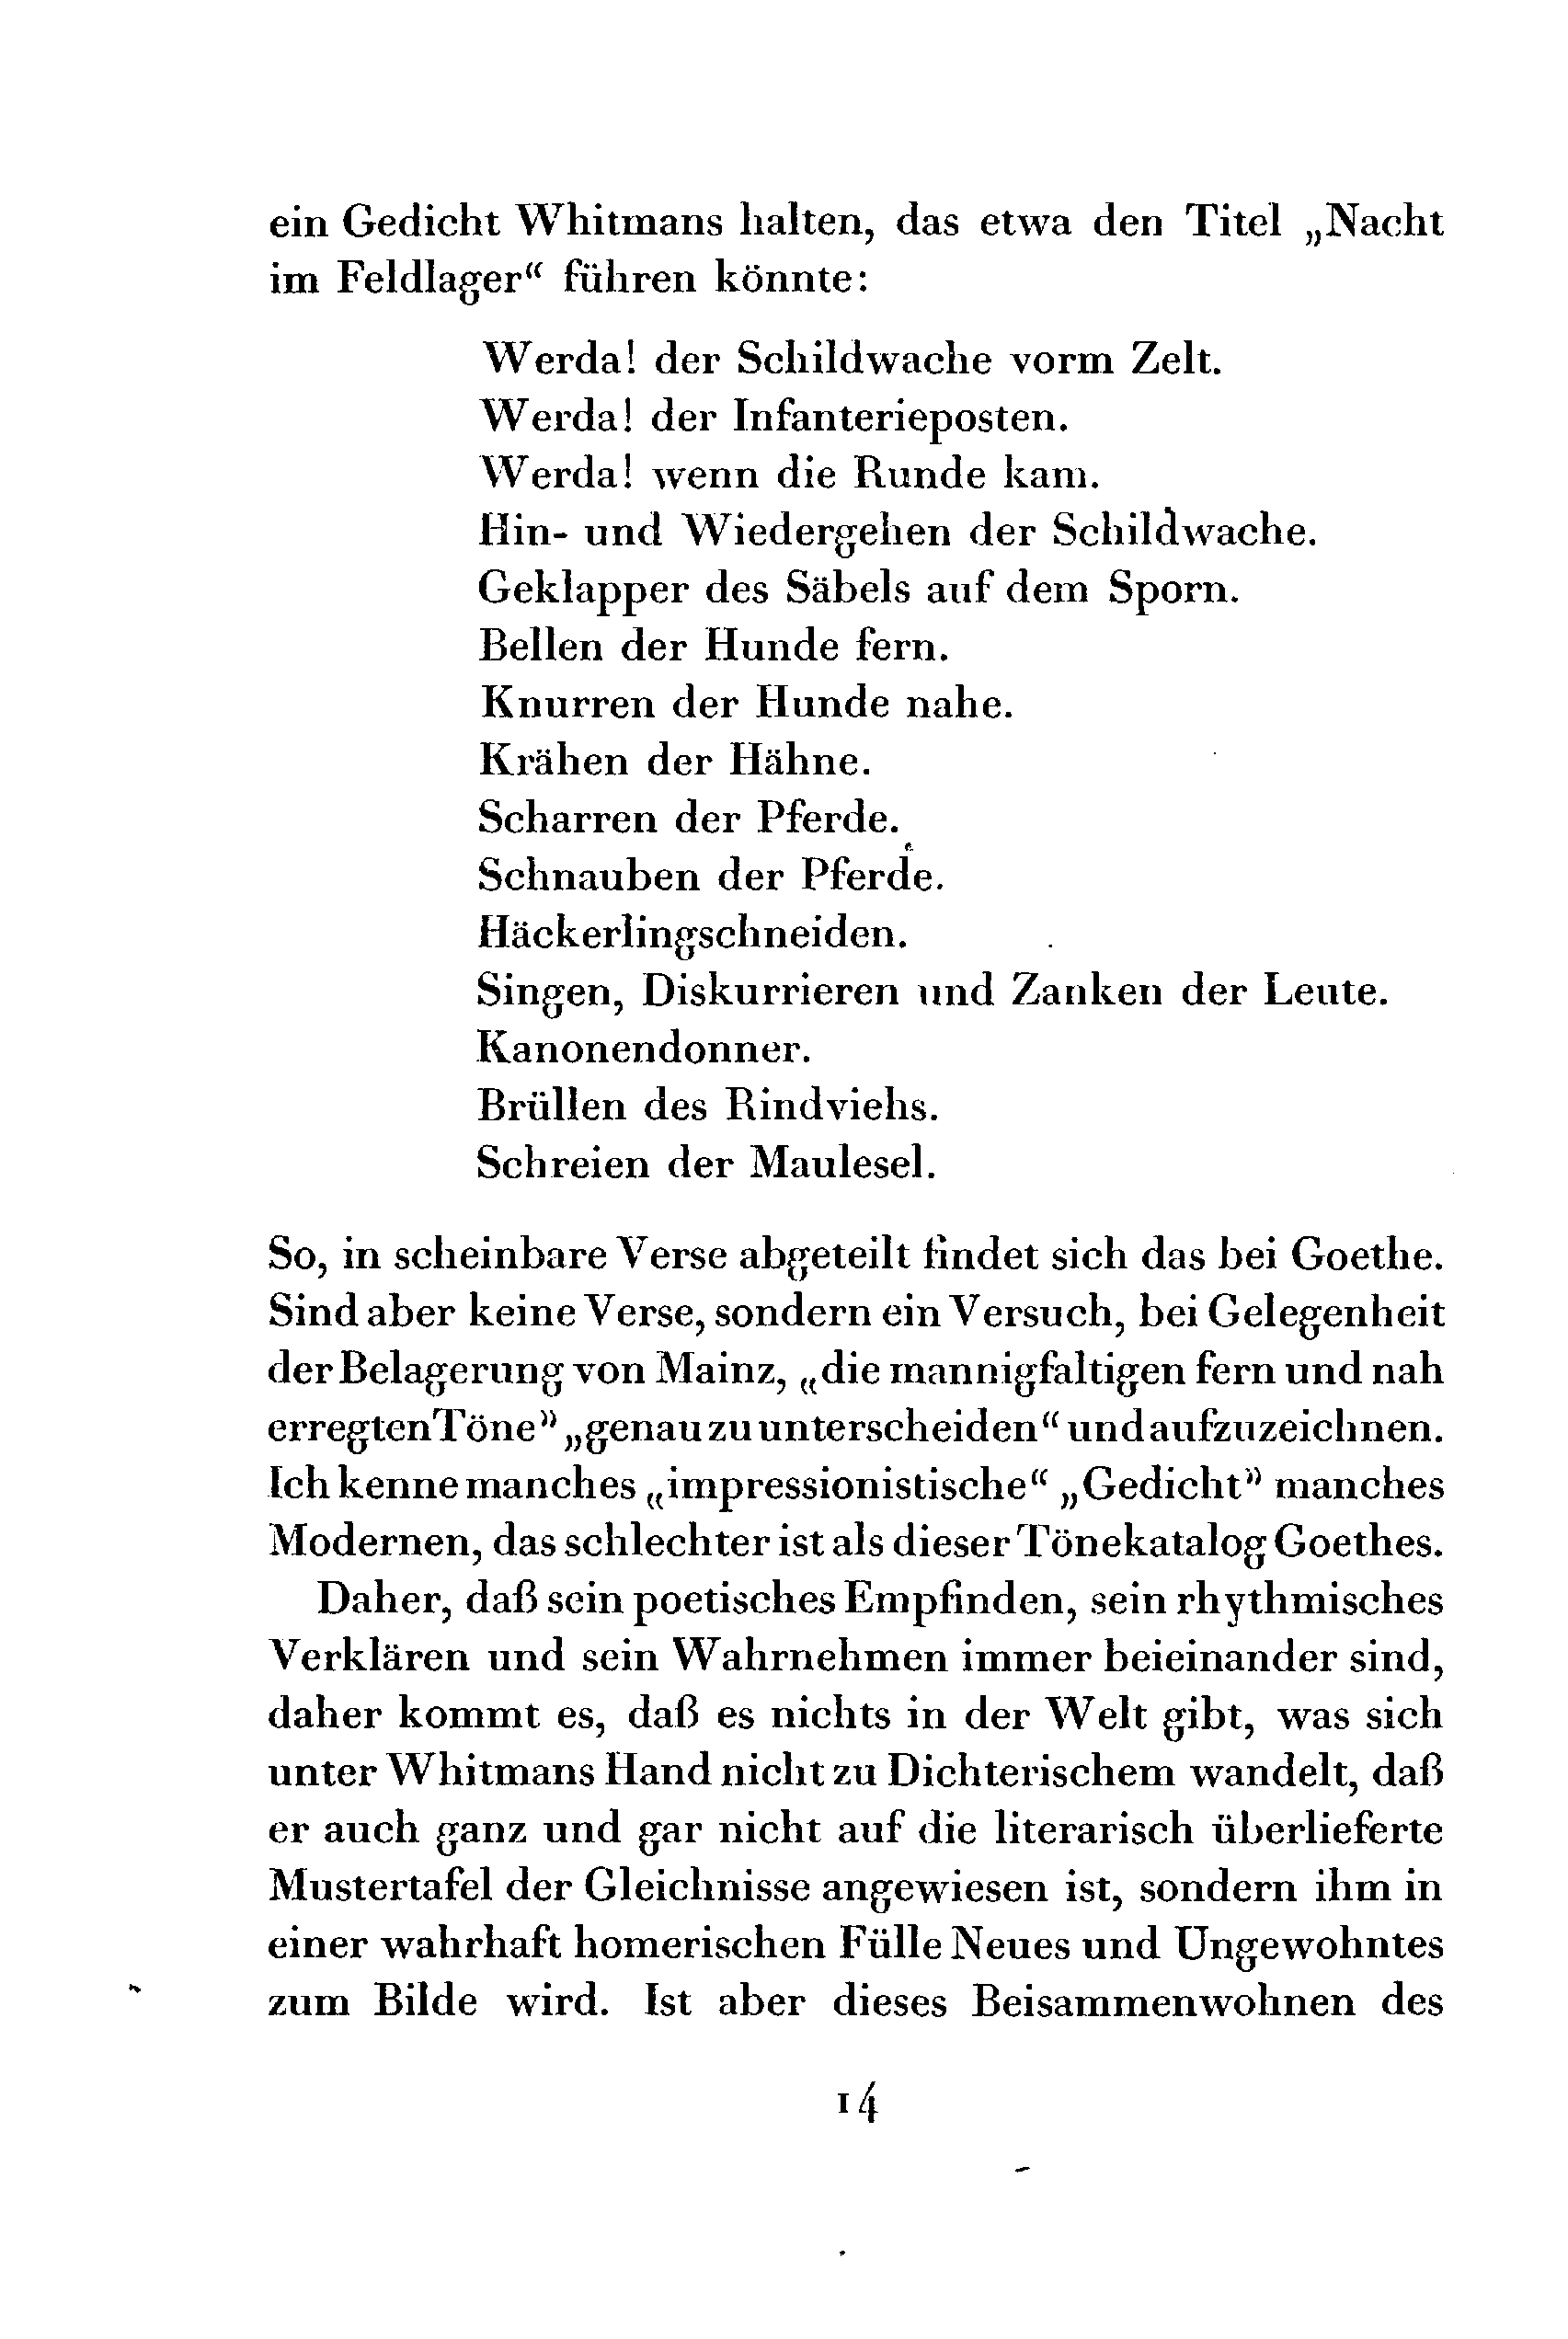 ein Gedicht Whitmans halten, das etwa den Titel „Nacht
im Feldlager“ führen könnte:
Werda! der Schildwache vorm Zelt.
Werda! der Infanterieposten.
Werda! wenn die Runde kam.
Hin- und Wiedergehen der Schildwache.
Geklapper des Säbels auf dem Sporn.
Bellen der Hunde fern.
Knurren der Hunde nahe.
Krähen der Hähne.
Scharren der Pferde.
Schnauben der Pferde.
Häckerlingschneiden.
Singen, Diskurrieren und Zanken der Leute.
Kanonendonner.
Brüllen des Rindviehs.
Schreien der Maulesel.
So, in scheinbare Verse abgeteilt findet sich das bei Goethe.
Sind aber keine Verse, sondern ein Versuch, bei Gelegenheit
der Belagerung von Mainz, „die mannigfaltigen fern und nah
erregten Töne” „genau zu unterscheiden“ und aufzuzeichnen.
Ich kenne manches „impressionistische“ „Gedicht” manches
Modernen, das schlechter ist als dieser Tönekatalog Goethes.
Daher, daß sein poetisches Empfinden, sein rhythmisches
Verklären und sein Wahrnehmen immer beieinander sind,
daher kommt es, daß es nichts in der Welt gibt, was sich
unter Whitmans Hand nicht zu Dichterischem wandelt, daß
er auch ganz und gar nicht auf die literarisch überlieferte
Mustertafel der Gleichnisse angewiesen ist, sondern ihm in
einer wahrhaft homerischen Fülle Neues und Ungewohntes
zum Bilde wird. Ist aber dieses Beisammenwohnen des
14